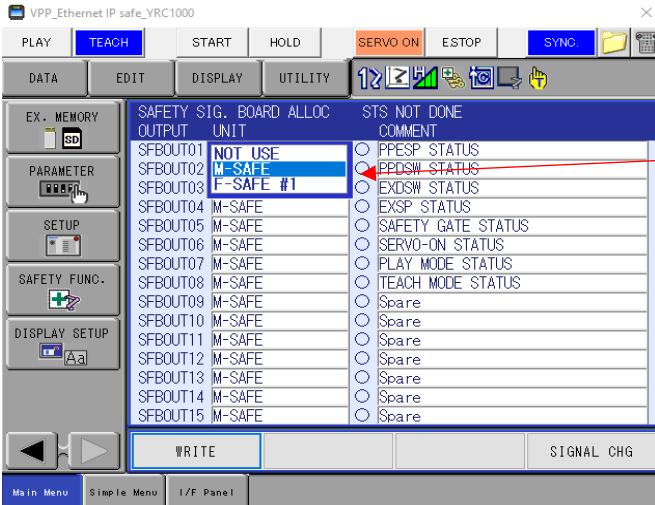 VPP_Ethernet IP safe_YRC1000
PLAY TEACH START HOLD SERVO ON E.STOP SYNC.
DATA EDIT DISPLAY UTILITY
EX. MEMORY
SD
PARAMETER
SETUP
SAFETY FUNC.
DISPLAY SETUP
Aa
SAFETY SIG. BOARD ALLOC STS NOT DONE
OUTPUT UNIT COMMENT
SFBOUT01 NOT USE PPESP STATUS
SFBOUT02 M-SAFE PPDSW STATUS
SFBOUT03 F-SAFE #1 EXDSW STATUS
SFBOUT04 M-SAFE EXSP STATUS
SFBOUT05 M-SAFE SAFETY GATE STATUS
SFBOUT06 M-SAFE SERVO-ON STATUS
SFBOUT07 M-SAFE PLAY MODE STATUS
SFBOUT08 M-SAFE TEACH MODE STATUS
SFBOUT09 M-SAFE Spare
SFBOUT10 M-SAFE Spare
SFBOUT11 M-SAFE Spare
SFBOUT12 M-SAFE Spare
SFBOUT13 M-SAFE Spare
SFBOUT14 M-SAFE Spare
SFBOUT15 M-SAFE Spare
WRITE SIGNAL CHG
Main Menu Simple Menu I/F Panel